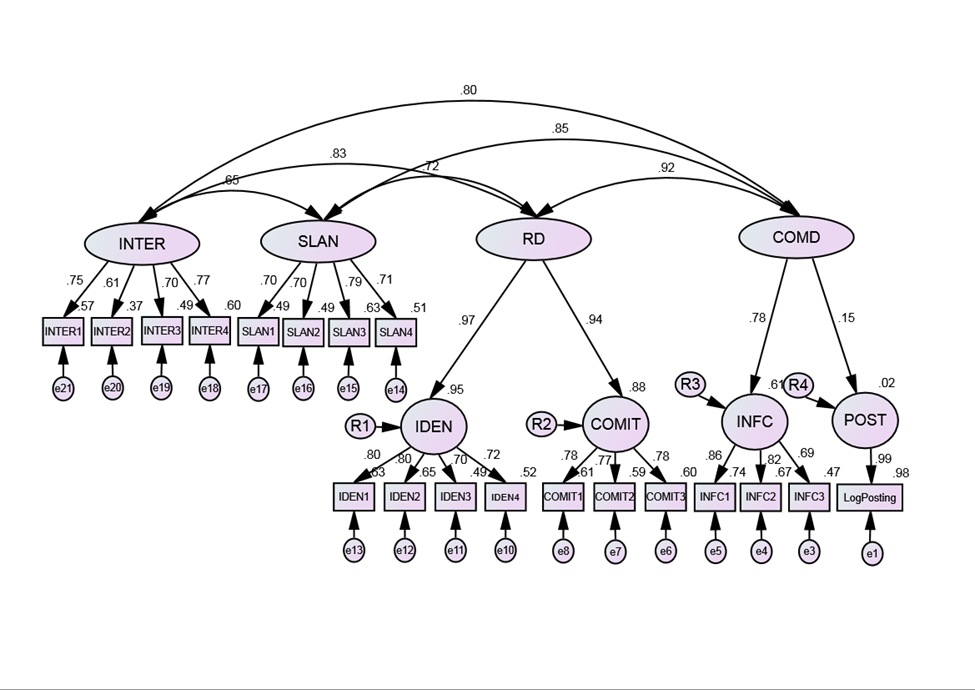 .80
.85
.83
.72
.92
.65
INTER
SLAN
RD
COMD
.75
.61
.70
.77
.70
.70
.79
.71
.57
.37
.49
.60
.49
.49
.63
.51
INTER1
INTER2
INTER3
INTER4
SLAN1
SLAN2
SLAN3
SLAN4
.97
.94
.78
.15
e21
e20
e19
e18
e17
e16
e15
e14
.95
.88
R3
.61
R4
.02
R1
IDEN
R2
COMIT
INFC
POST
.80
.80
.70
.72
.78
.77
.78
.86
.82
.69
.99
.63
.65
.49
.52
.61
.59
.60
.74
.67
.47
.98
IDEN1
IDEN2
IDEN3
IDEN4
COMIT1
COMIT2
COMIT3
INFC1
INFC2
INFC3
LogPosting
e13
e12
e11
e10
e8
e7
e6
e5
e4
e3
e1